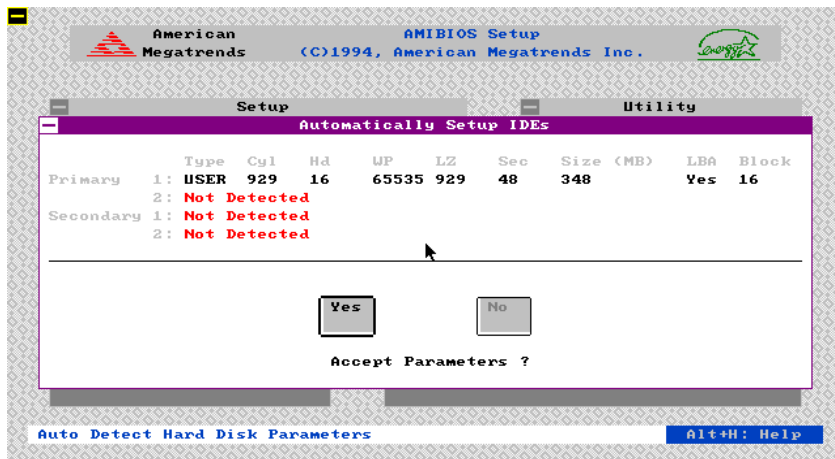 American AMIBIOS Setup
Megatrends (C)1994, American Megatrends Inc. energy
Setup Utility
Automatically Setup IDEs
Type Cyl Hd WP LZ Sec Size (MB) LBA Block
Primary 1: USER 929 16 65535 929 48 348 Yes 16
2: Not Detected
Secondary 1: Not Detected
2: Not Detected
Yes No
Accept Parameters ?
Auto Detect Hard Disk Parameters Alt+H: Help